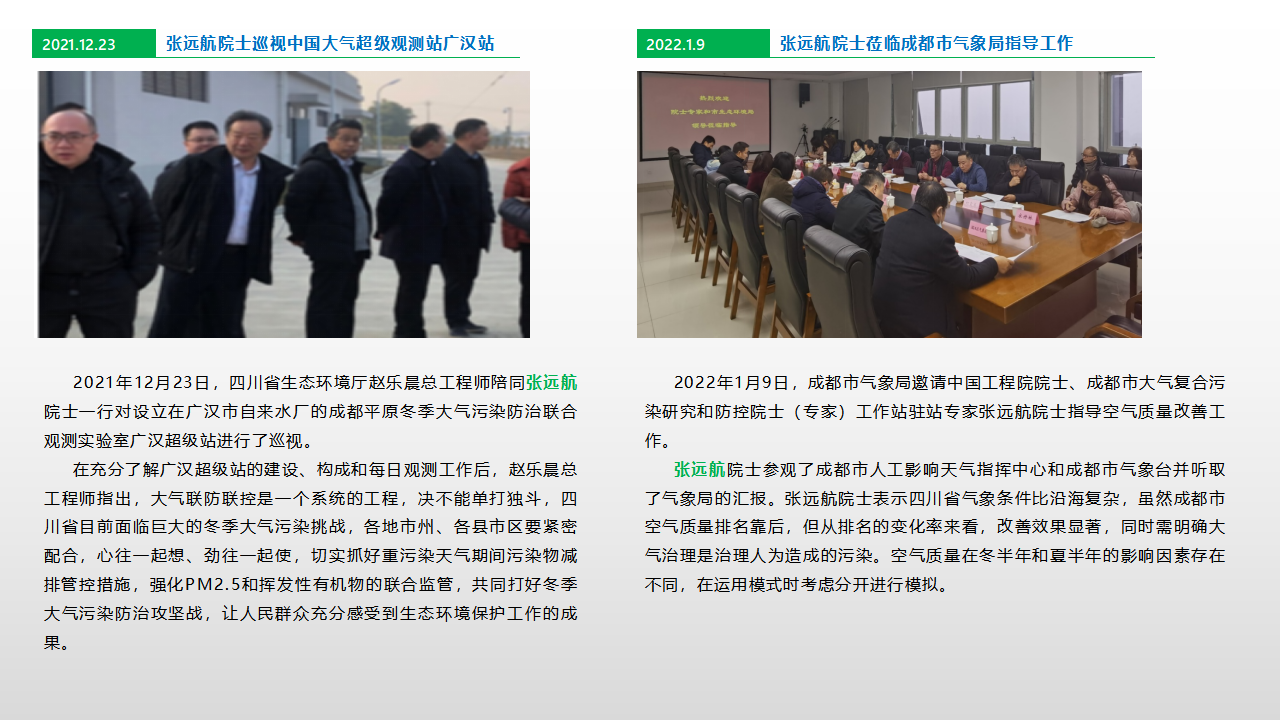 2021.12.23
张远航院士巡视中国大气超级观测站广汉站
2021年12月23日，四川省生态环境厅赵乐晨总工程师陪同张远航
院士一行对设立在广汉市自来水厂的成都平原冬季大气污染防治联合
观测实验室广汉超级站进行了巡视。
在充分了解广汉超级站的建设、构成和每日观测工作后，赵乐晨总
工程师指出，大气联防联控是一个系统的工程，决不能单打独斗，四
川省目前面临巨大的冬季大气污染挑战，各地市州、各县市区要紧密
配合，心往一起想、劲往一起使，切实抓好重污染天气期间污染物减
排管控措施，强化PM2.5和挥发性有机物的联合监管，共同打好冬季
大气污染防治攻坚战，让人民群众充分感受到生态环境保护工作的成
果。
2022.1.9
张远航院士莅临成都市气象局指导工作
热烈欢迎
院士专家和市生态环境局
领导莅临指导
2022年1月9日，成都市气象局邀请中国工程院院士、成都市大气复合污
染研究和防控院士（专家）工作站驻站专家张远航院士指导空气质量改善工
作。
张远航院士参观了成都市人工影响天气指挥中心和成都市气象台并听取
了气象局的汇报。张远航院士表示四川省气象条件比沿海复杂，虽然成都市
空气质量排名靠后，但从排名的变化率来看，改善效果显著，同时需明确大
气治理是治理人为造成的污染。空气质量在冬半年和夏半年的影响因素存在
不同，在运用模式时考虑分开进行模拟。